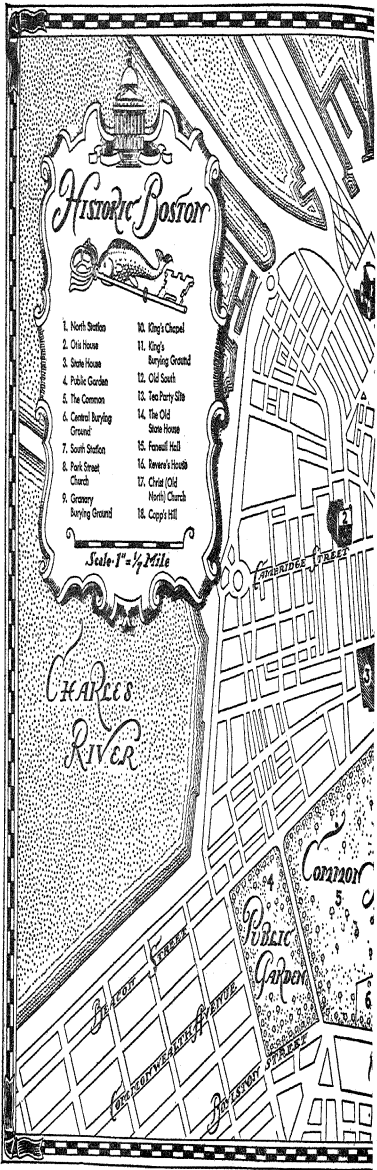 Historic Boston
1. North Station
2. Otis House
3. State House
4. Public Garden
5. The Common
6. Central Burying
Ground
7. South Station
8. Park Street
Church
9. Granary
Burying Ground
10. King's Chapel
11. King's
Burying Ground
12. Old South
13. Tea Party Site
14. The Old
State House
15. Faneuil Hall
16. Revere's House
17. Christ (Old
North) Church
18. Copp's Hill
Scale·1"=1/7 Mile
2
Cambridge Street
3
Charles
River
Common
5
4
Public
Garden
6
Beacon Street
Commonwealth Avenue
Boylston Street